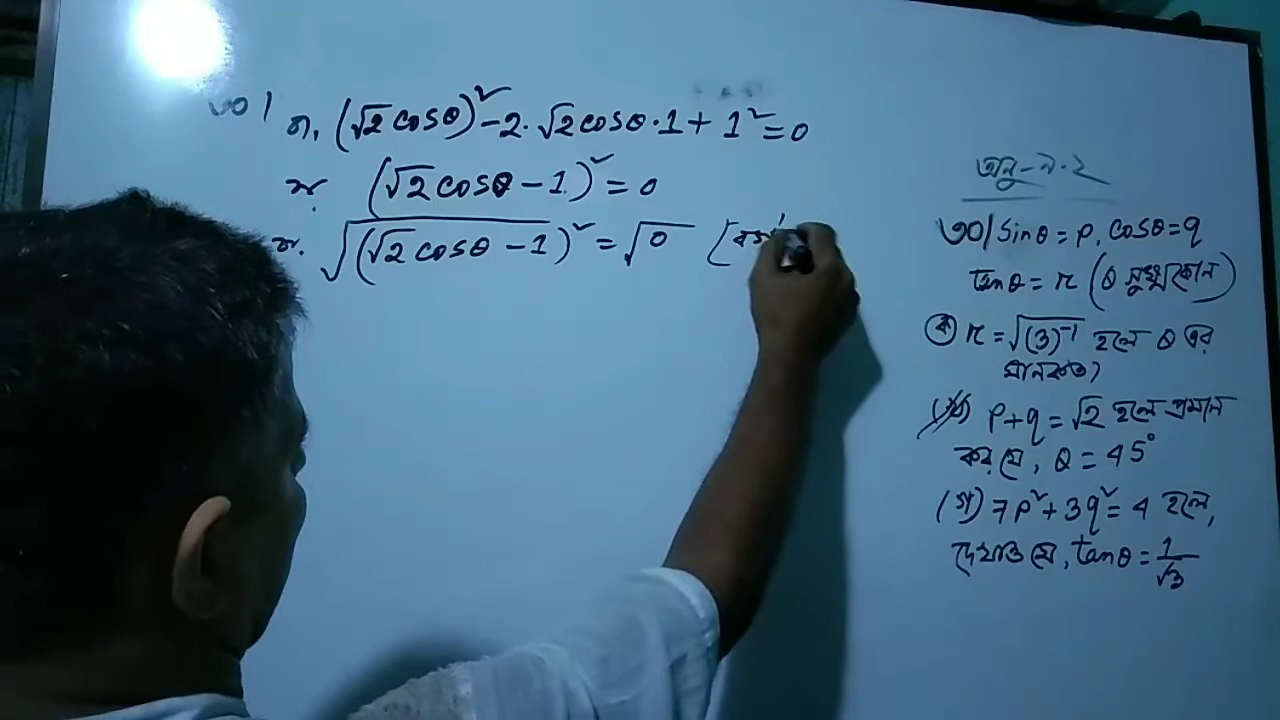 ৩০। বা, (√2 cosθ)² - 2·√2 cosθ·1 + 1² = 0
বা, (√2 cosθ - 1)² = 0
বা, √(√2 cosθ - 1)² = √0 [বর্গ
অনু-৯.২
৩০। sinθ = p, cosθ = q
tanθ = r (θ সুক্ষ্মকোন)
(ক) r = √(3)⁻¹ হলে θ এর
মানকত?
(খ) p+q = √2 হলে প্রমান
কর যে, θ = 45°
(গ) 7p² + 3q² = 4 হলে,
দেখাও যে, tanθ = 1/√3